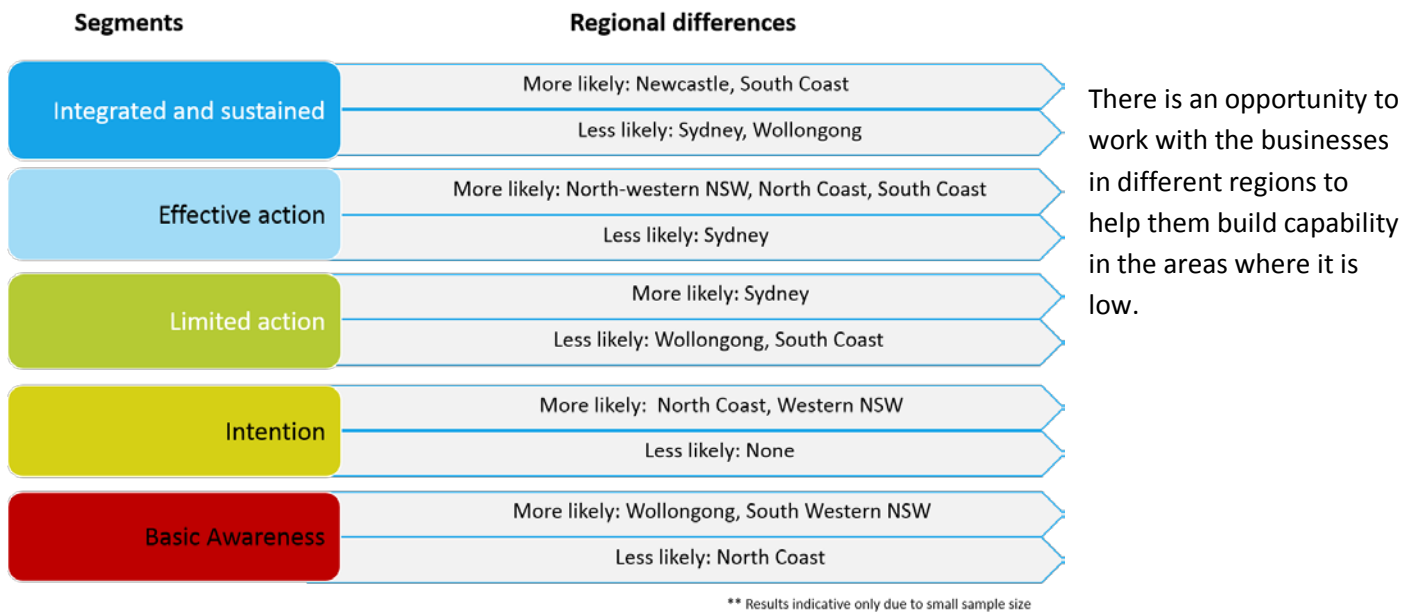 Segments
Regional differences
Integrated and sustained
More likely: Newcastle, South Coast
Less likely: Sydney, Wollongong
Effective action
More likely: North-western NSW, North Coast, South Coast
Less likely: Sydney
Limited action
More likely: Sydney
Less likely: Wollongong, South Coast
Intention
More likely:  North Coast, Western NSW
Less likely: None
Basic Awareness
More likely: Wollongong, South Western NSW
Less likely: North Coast
** Results indicative only due to small sample size
There is an opportunity to
work with the businesses
in different regions to
help them build capability
in the areas where it is
low.